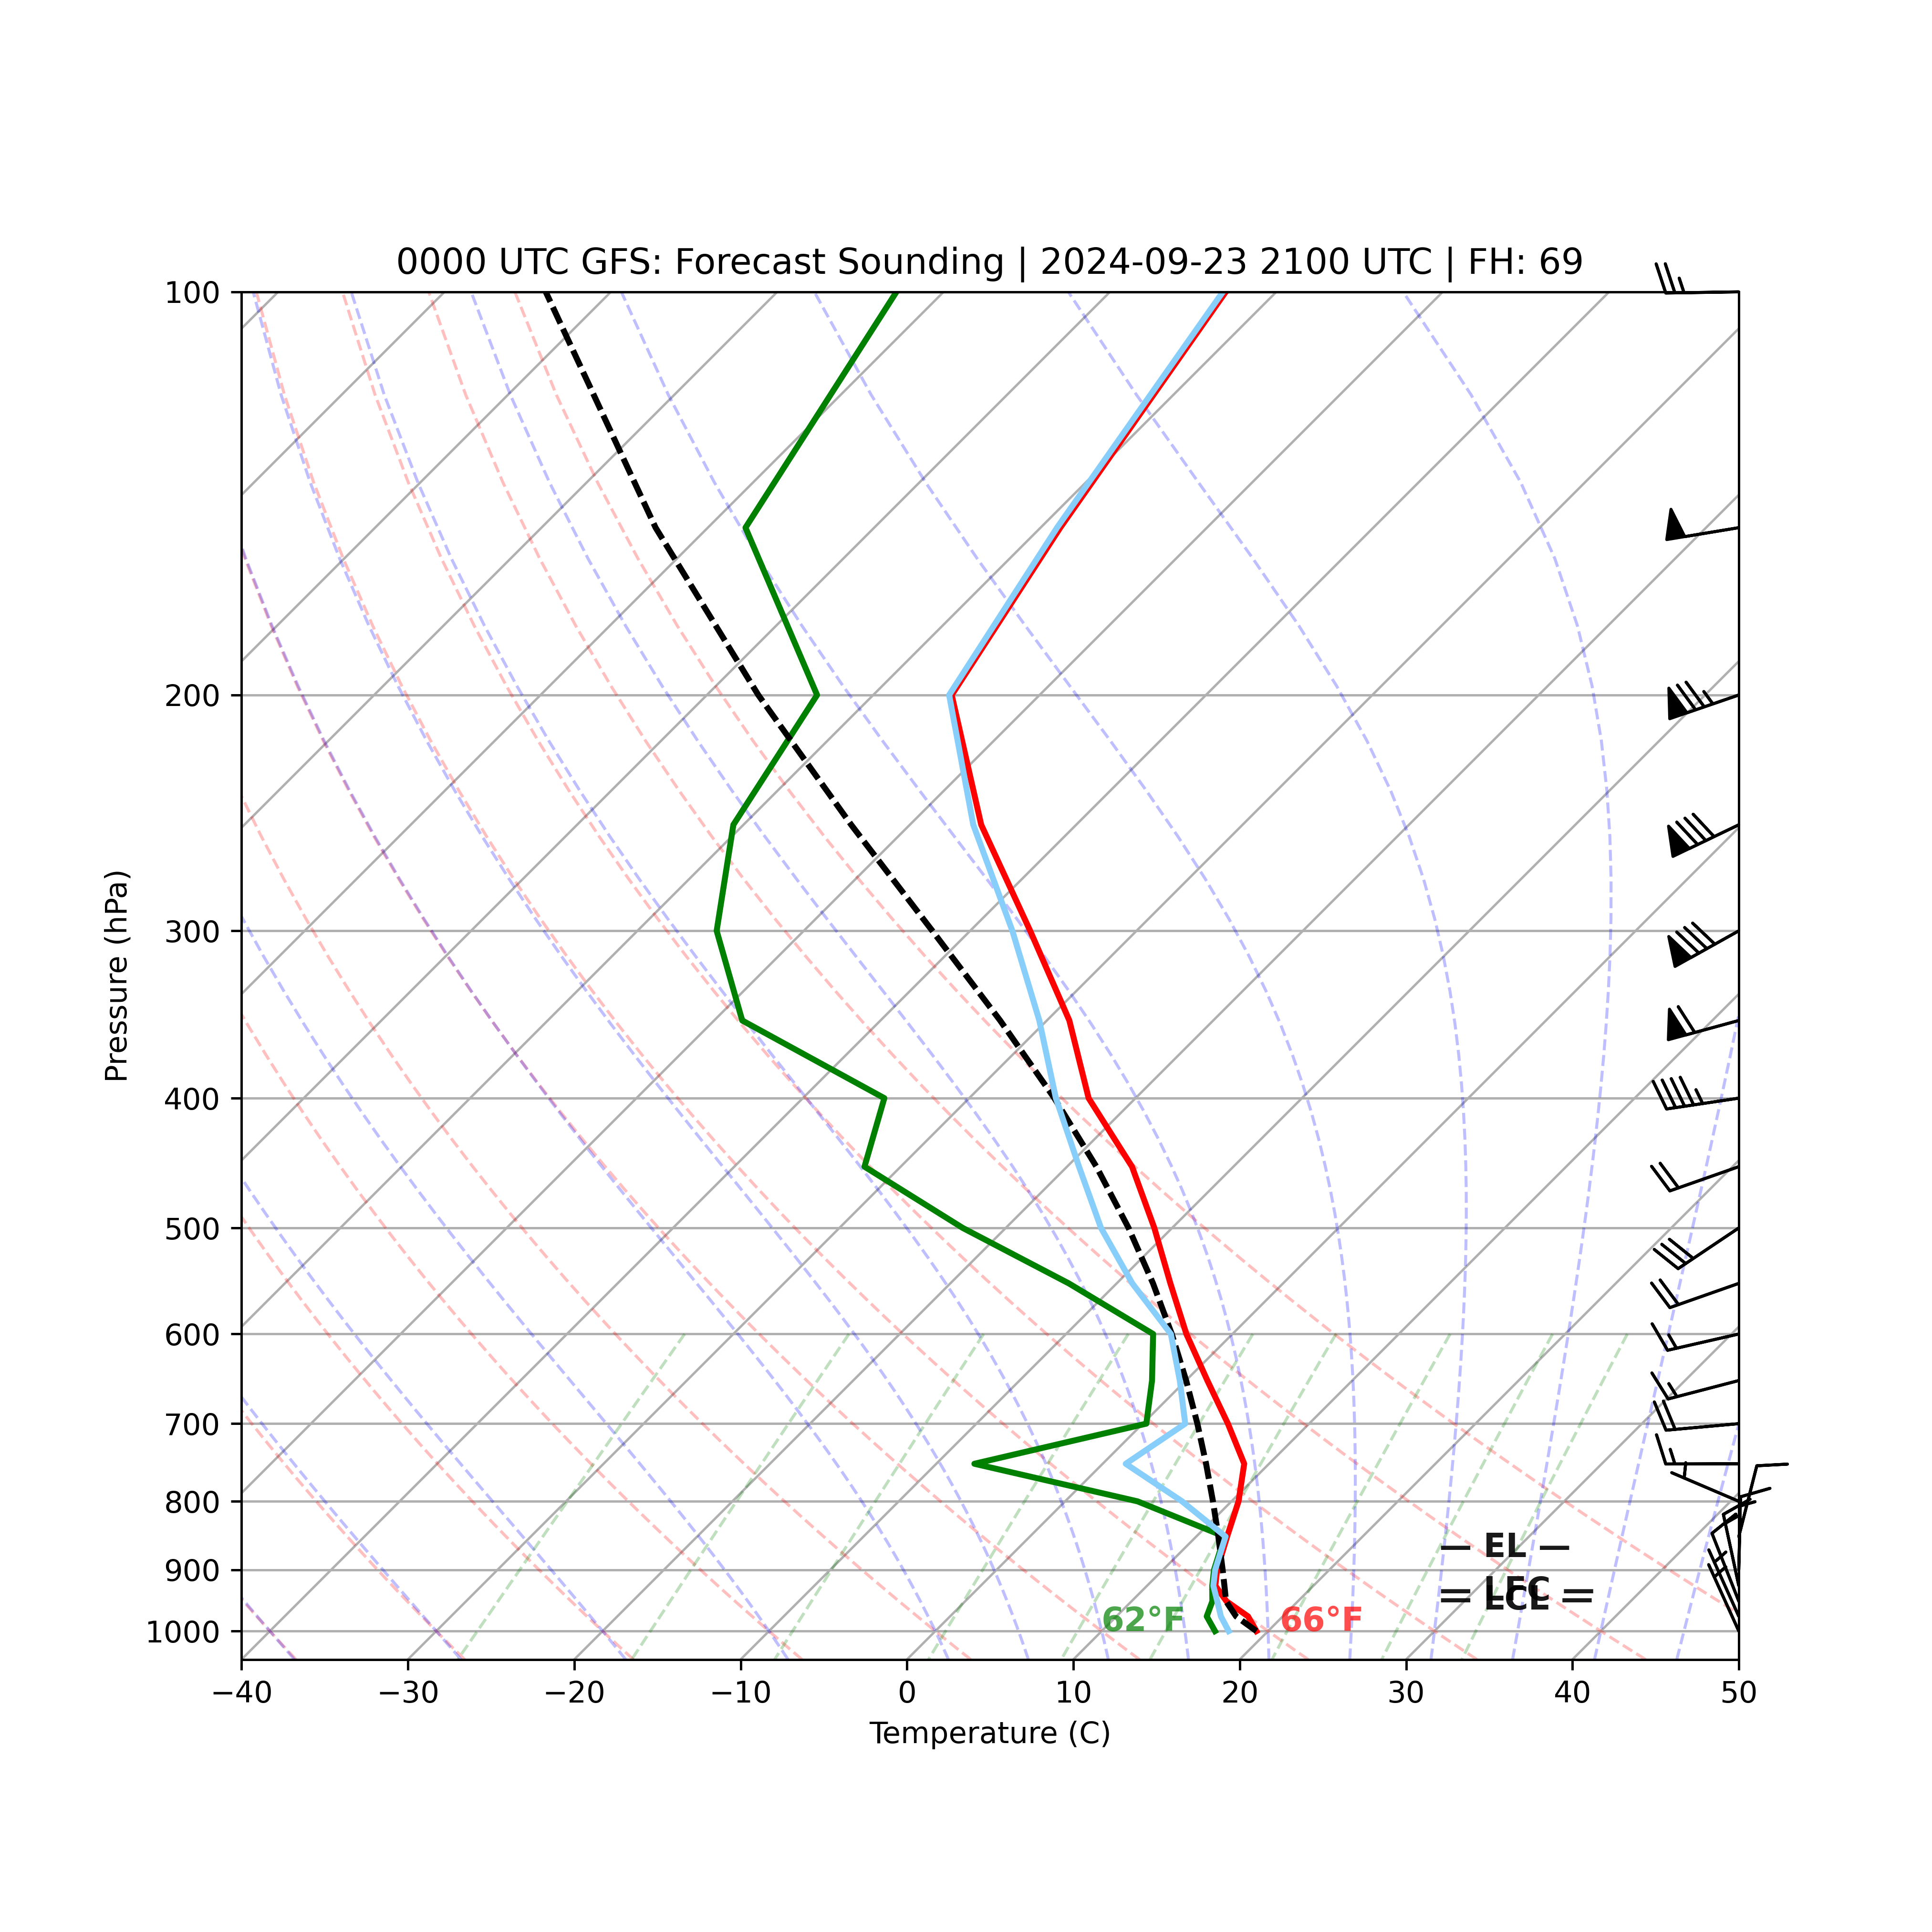 0000 UTC GFS: Forecast Sounding | 2024-09-23 2100 UTC | FH: 69
100
200
300
400
500
600
700
800
900
1000
Pressure (hPa)
— EL —
— LFC —
— LCL —
62°F
66°F
−40 −30 −20 −10 0 10 20 30 40 50
Temperature (C)